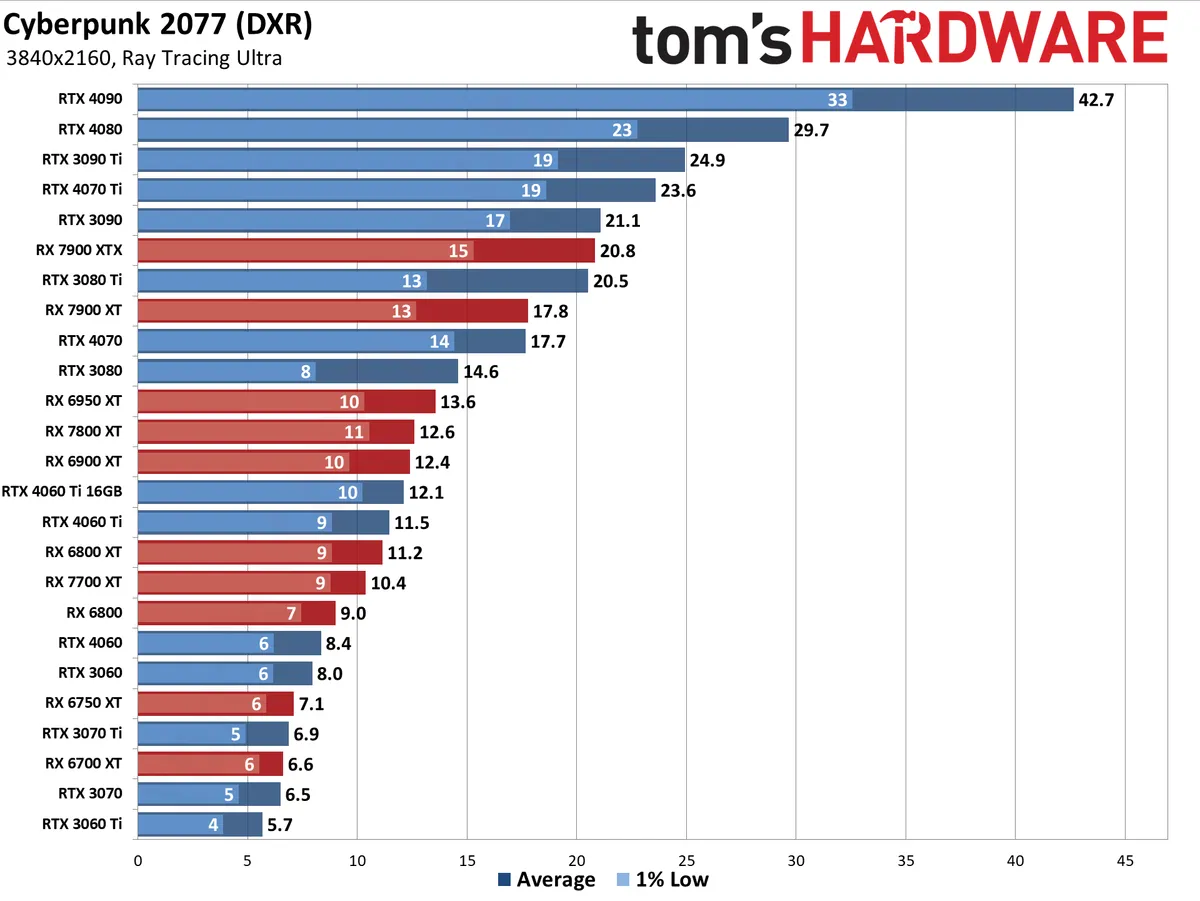 Cyberpunk 2077 (DXR)
3840x2160, Ray Tracing Ultra
tom's HARDWARE
RTX 4090 33 42.7
RTX 4080 23 29.7
RTX 3090 Ti 19 24.9
RTX 4070 Ti 19 23.6
RTX 3090 17 21.1
RX 7900 XTX 15 20.8
RTX 3080 Ti 13 20.5
RX 7900 XT 13 17.8
RTX 4070 14 17.7
RTX 3080 8 14.6
RX 6950 XT 10 13.6
RX 7800 XT 11 12.6
RX 6900 XT 10 12.4
RTX 4060 Ti 16GB 10 12.1
RTX 4060 Ti 9 11.5
RX 6800 XT 9 11.2
RX 7700 XT 9 10.4
RX 6800 7 9.0
RTX 4060 6 8.4
RTX 3060 6 8.0
RX 6750 XT 6 7.1
RTX 3070 Ti 5 6.9
RX 6700 XT 6 6.6
RTX 3070 5 6.5
RTX 3060 Ti 4 5.7
0 5 10 15 20 25 30 35 40 45
Average 1% Low